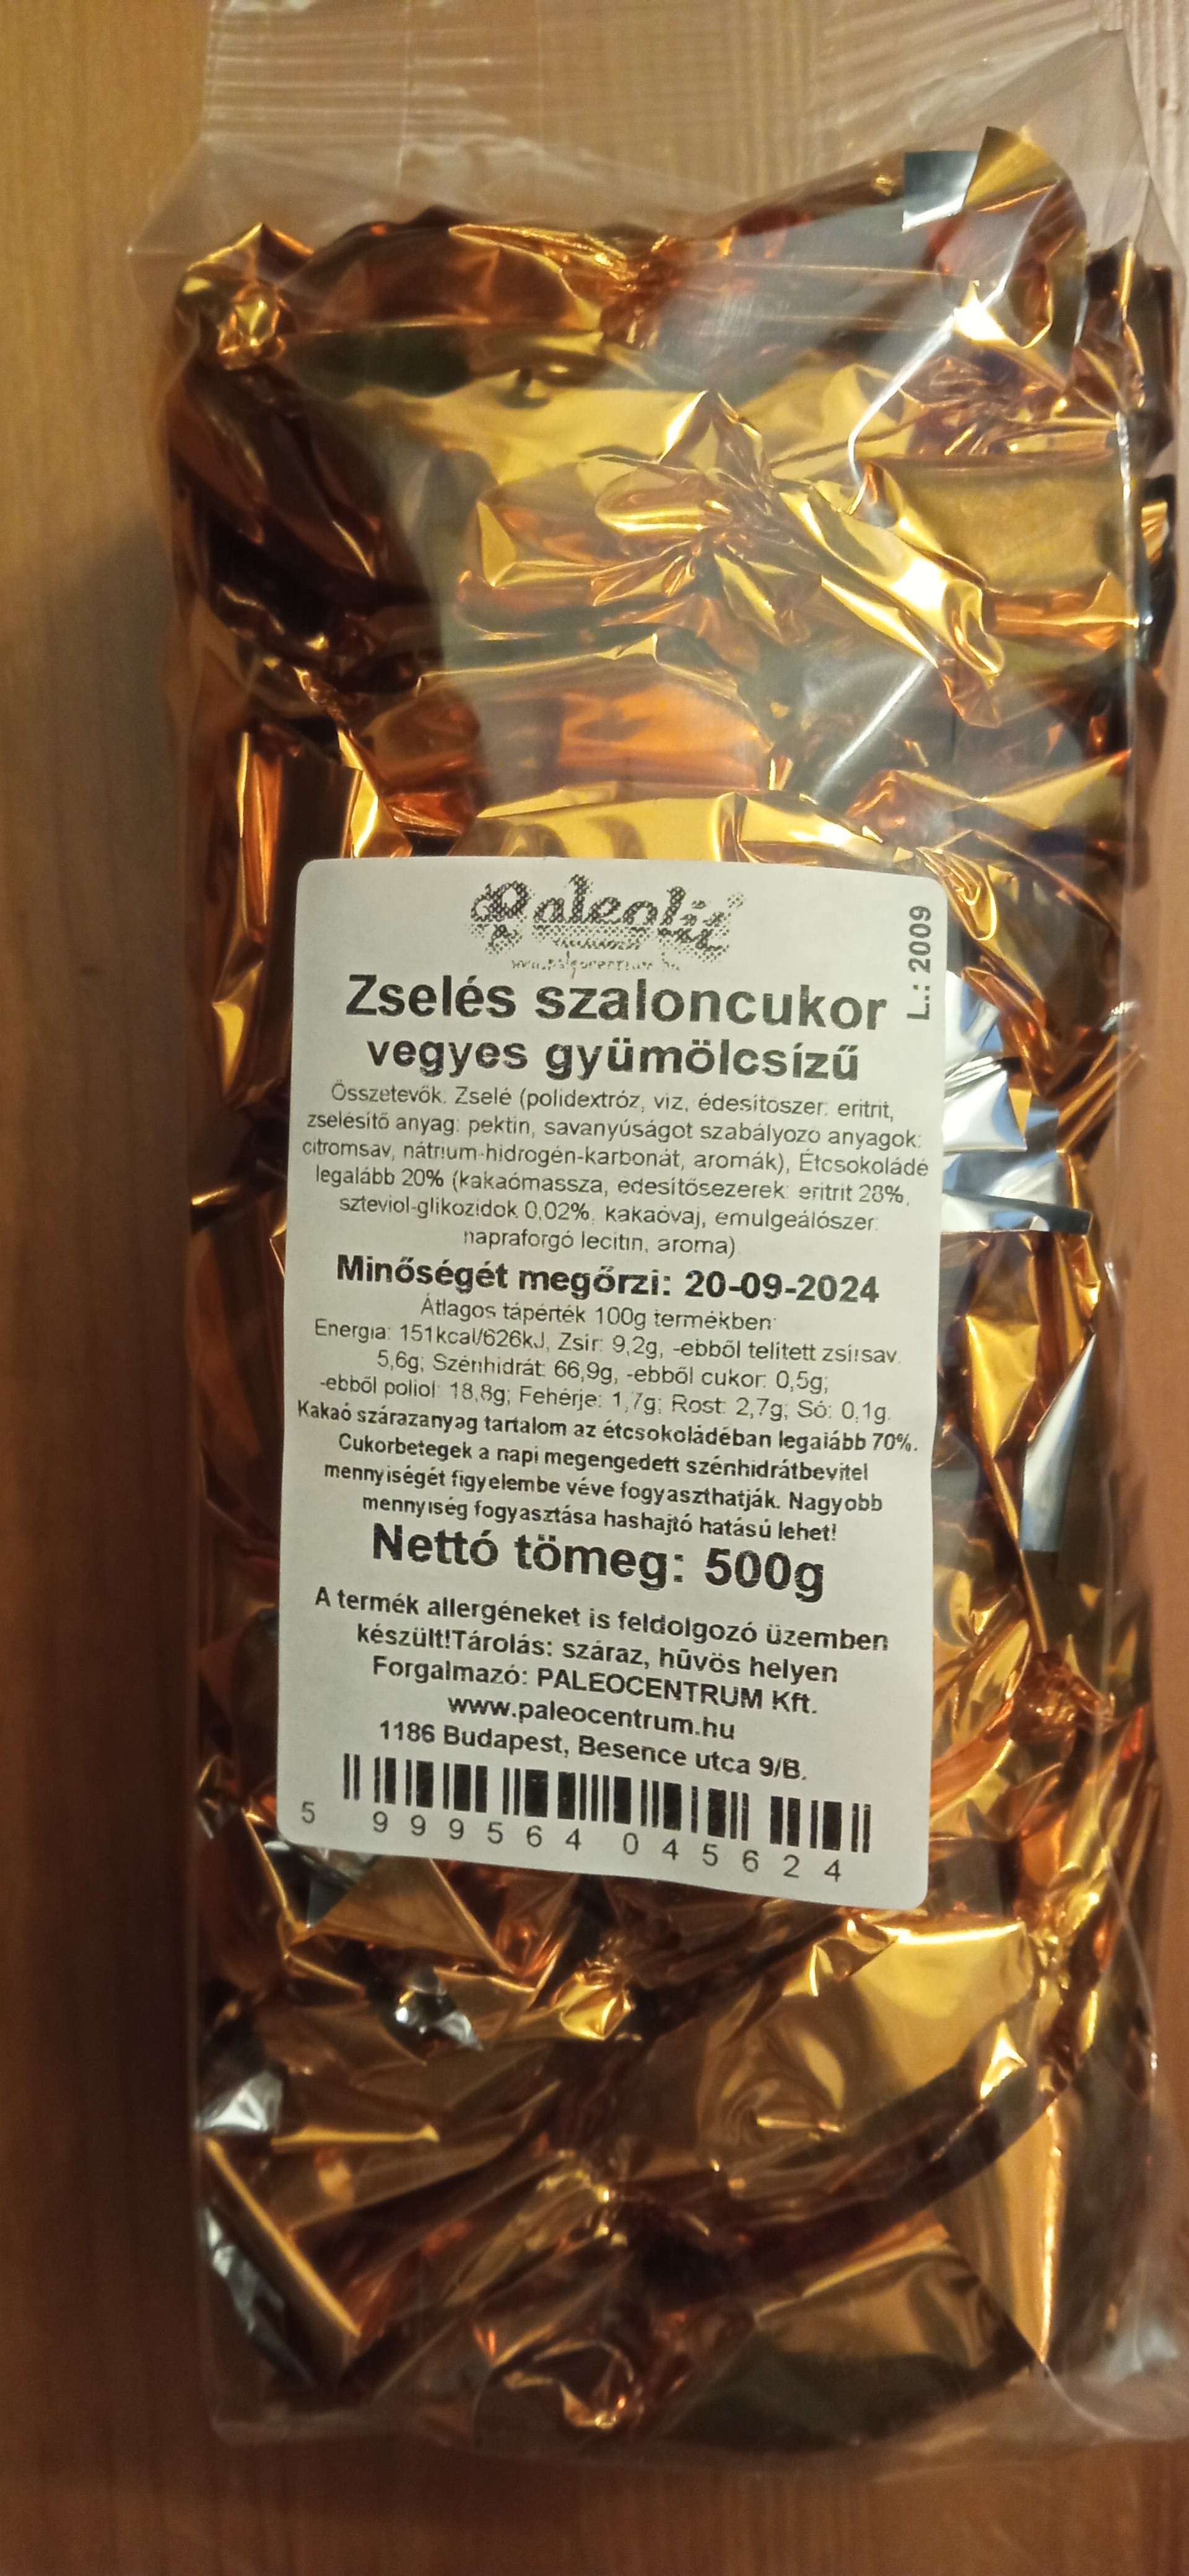 Paleolit
www.paleocentrum.hu
L.: 2009
Zselés szaloncukor
vegyes gyümölcsízű
Összetevők: Zselé (polidextróz, viz, édesitőszer: eritrit,
zselésítő anyag: pektin, savanyúságot szabályozo anyagok:
citromsav, nátrium-hidrogén-karbonát, aromák), Étcsokoládé
legalább 20% (kakaómassza, edesítősezerek: eritrit 28%,
szteviol-glikozidok 0,02%, kakaóvaj, emulgeálószer:
napraforgó lecitin, aroma)
Minőségét megőrzi: 20-09-2024
Átlagos tápérték 100g termékben:
Energia: 151kcal/626kJ, Zsír: 9,2g, -ebből telített zsírsav:
5,6g; Szénhidrát: 66,9g, -ebből cukor: 0,5g;
-ebből poliol: 18,8g; Fehérje: 1,7g; Rost: 2,7g; Só: 0,1g.
Kakaó szárazanyag tartalom az étcsokoládéban legalább 70%.
Cukorbetegek a napi megengedett szénhidrátbevitel
mennyiségét figyelembe véve fogyaszthatják. Nagyobb
mennyiség fogyasztása hashajtó hatású lehet!
Nettó tömeg: 500g
A termék allergéneket is feldolgozó üzemben
készült!Tárolás: száraz, hűvös helyen
Forgalmazó: PALEOCENTRUM Kft.
www.paleocentrum.hu
1186 Budapest, Besence utca 9/B.
5 999564 045624